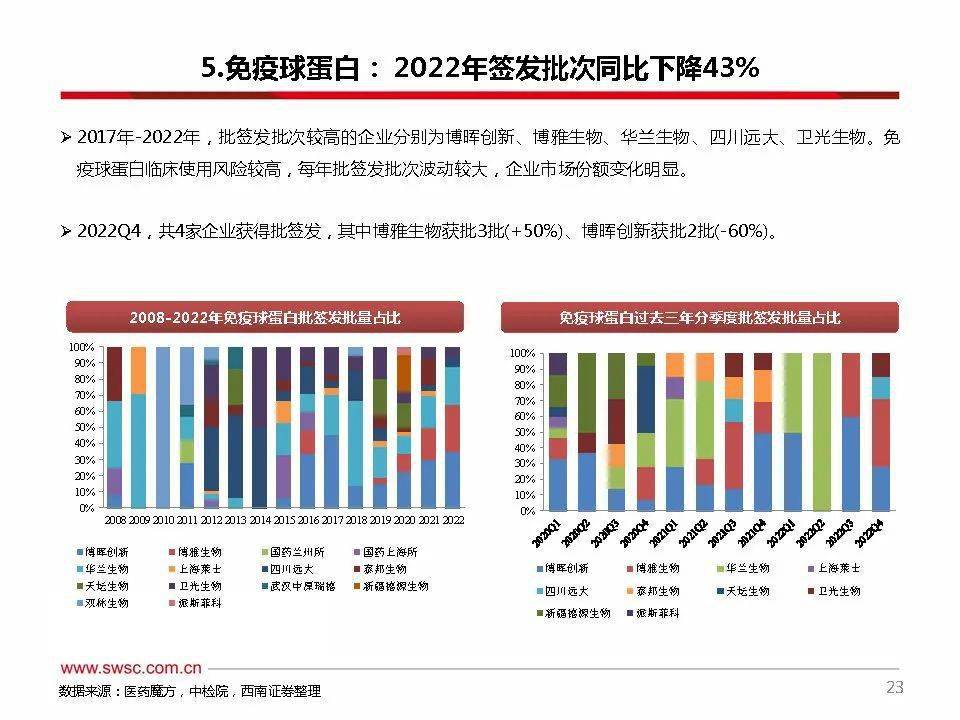 5.免疫球蛋白： 2022年签发批次同比下降43%
➢ 2017年-2022年，批签发批次较高的企业分别为博晖创新、博雅生物、华兰生物、四川远大、卫光生物。免
疫球蛋白临床使用风险较高，每年批签发批次波动较大，企业市场份额变化明显。
➢ 2022Q4，共4家企业获得批签发，其中博雅生物获批3批(+50%)、博晖创新获批2批(-60%)。
2008-2022年免疫球蛋白批签发批量占比
100%
90%
80%
70%
60%
50%
40%
30%
20%
10%
0%
2008 2009 2010 2011 2012 2013 2014 2015 2016 2017 2018 2019 2020 2021 2022
博晖创新 博雅生物 国药兰州所 国药上海所
华兰生物 上海莱士 四川远大 泰邦生物
天坛生物 卫光生物 武汉中原瑞德 新疆德源生物
双林生物 派斯菲科
免疫球蛋白过去三年分季度批签发批量占比
100%
90%
80%
70%
60%
50%
40%
30%
20%
10%
0%
2020Q1 2020Q2 2020Q3 2020Q4 2021Q1 2021Q2 2021Q3 2021Q4 2022Q1 2022Q2 2022Q3 2022Q4
博晖创新 博雅生物 华兰生物 上海莱士
四川远大 泰邦生物 天坛生物 卫光生物
新疆德源生物 派斯菲科
www.swsc.com.cn
数据来源：医药魔方，中检院，西南证券整理
23